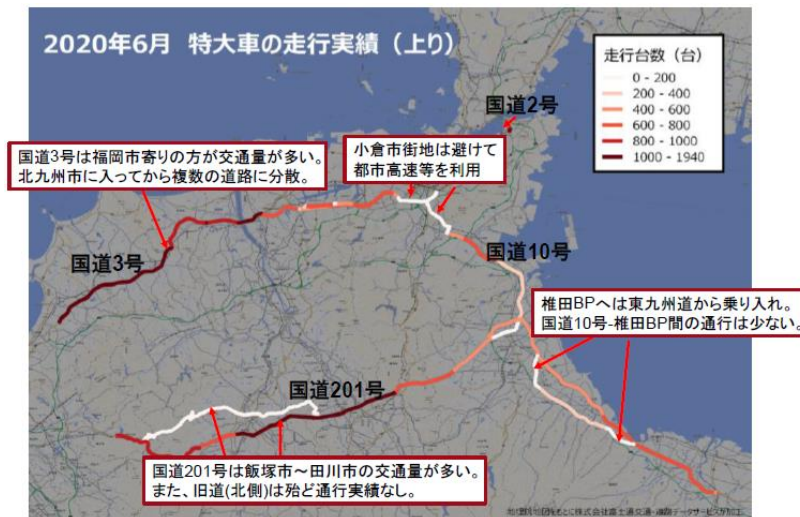 2020年6月 特大車の走行実績（上り）
走行台数（台）
0 - 200
200 - 400
400 - 600
600 - 800
800 - 1000
1000 - 1940
国道2号
国道3号は福岡市寄りの方が交通量が多い。
北九州市に入ってから複数の道路に分散。
小倉市街地は避けて
都市高速等を利用
国道3号
国道10号
椎田BPへは東九州道から乗り入れ。
国道10号-椎田BP間の通行は少ない。
国道201号
国道201号は飯塚市～田川市の交通量が多い。
また、旧道(北側)は殆ど通行実績なし。